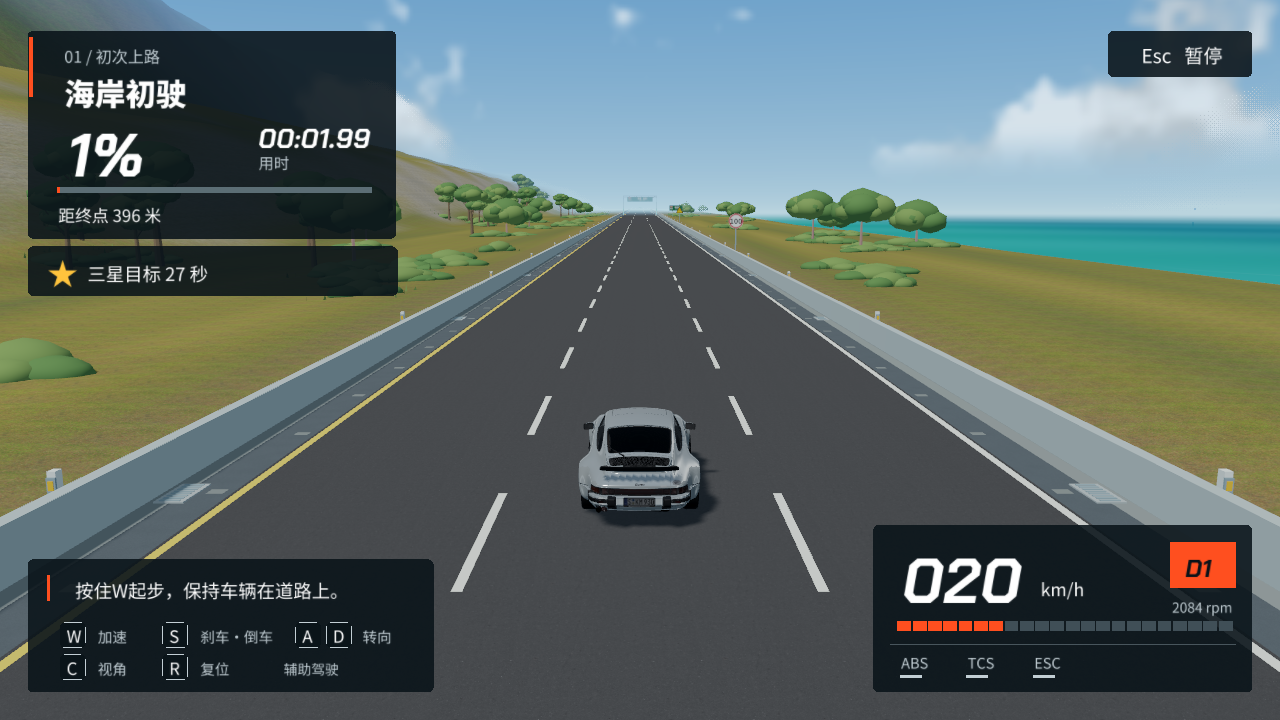 01 / 初次上路
海岸初驶
1%
00:01.99
用时
距终点 396 米
三星目标 27 秒
Esc 暂停
100
按住W起步，保持车辆在道路上。
W 加速 S 刹车·倒车 A D 转向
C 视角 R 复位 辅助驾驶
020 km/h
D1
2084 rpm
ABS TCS ESC